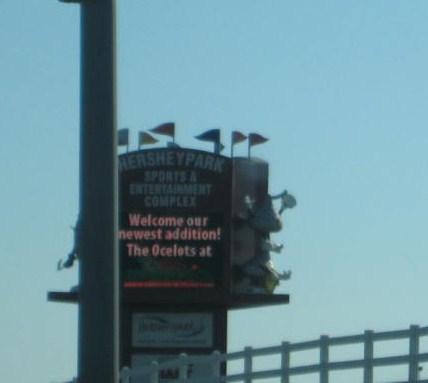 HERSHEYPARK
SPORTS &
ENTERTAINMENT
COMPLEX
Welcome our
newest addition!
The Ocelots at